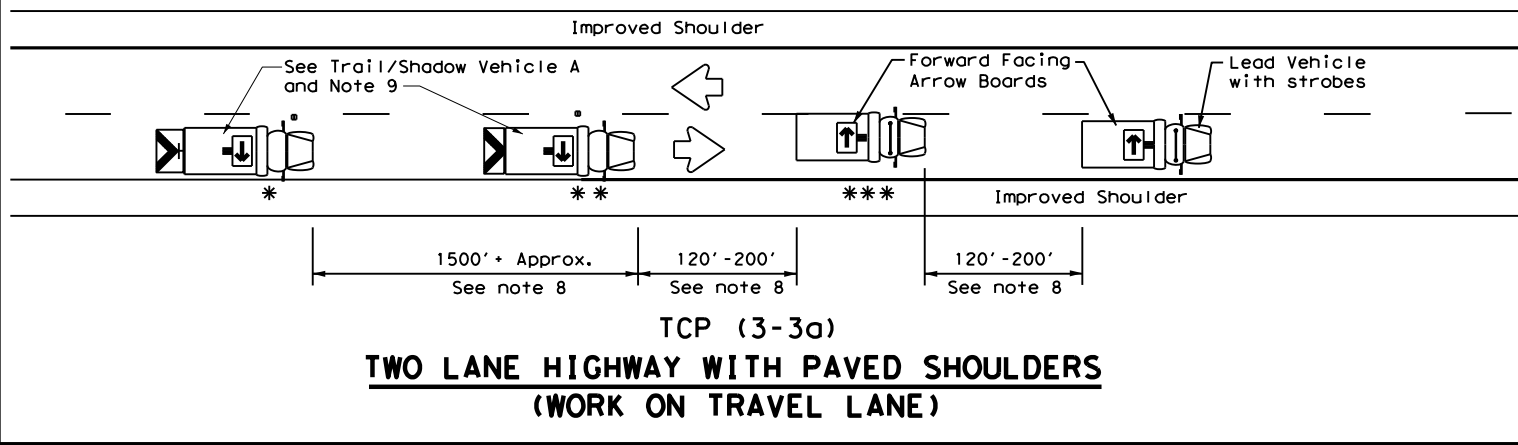 Improved Shoulder
See Trail/Shadow Vehicle A
and Note 9
Forward Facing
Arrow Boards
Lead Vehicle
with strobes
*
* *
***
Improved Shoulder
1500'+ Approx.
See note 8
120'-200'
See note 8
120'-200'
See note 8
TCP (3-3a)
TWO LANE HIGHWAY WITH PAVED SHOULDERS
(WORK ON TRAVEL LANE)